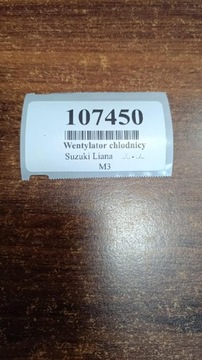 107450
Wentylator chłodnicy
Suzuki Liana
M3